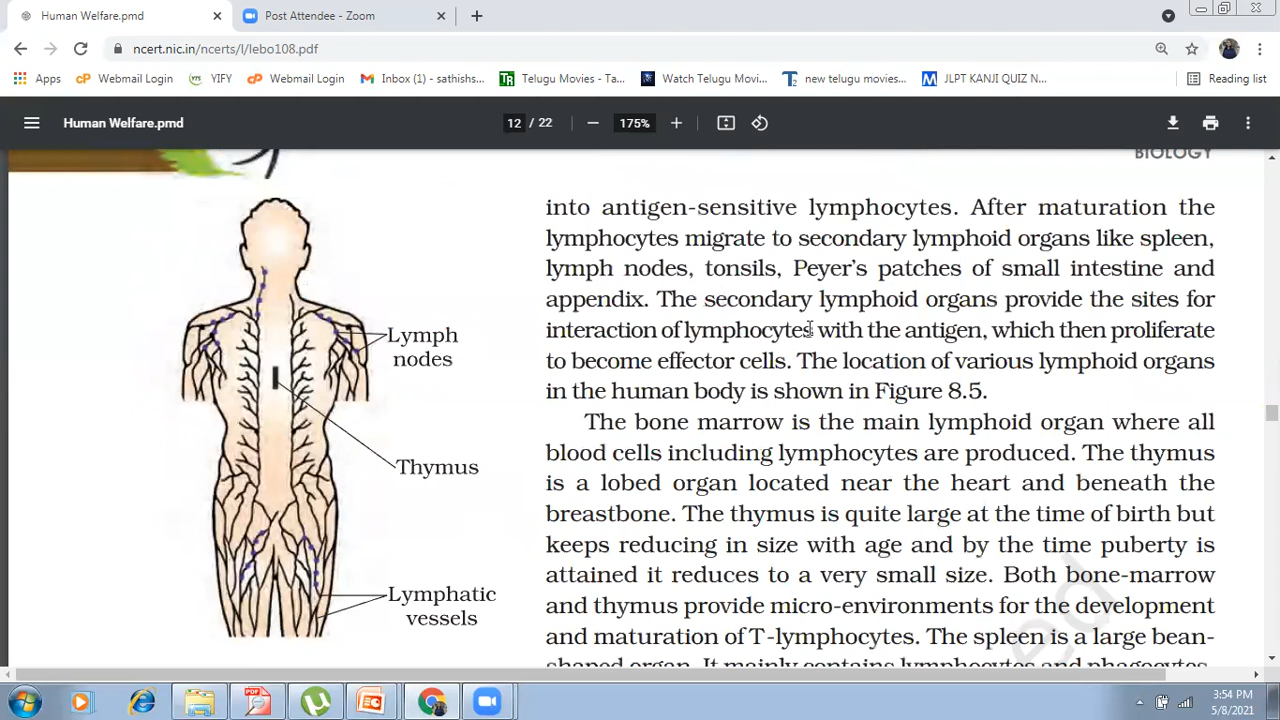 Human Welfare.pmd
Post Attendee - Zoom
ncert.nic.in/ncerts/l/lebo108.pdf
Apps
Webmail Login
YIFY
Webmail Login
Inbox (1) - sathishs...
Telugu Movies - Ta...
Watch Telugu Movi...
new telugu movies...
JLPT KANJI QUIZ N...
Reading list
Human Welfare.pmd
12 / 22
175%
BIOLOGY
Lymph
nodes
Thymus
Lymphatic
vessels
into antigen-sensitive lymphocytes. After maturation the
lymphocytes migrate to secondary lymphoid organs like spleen,
lymph nodes, tonsils, Peyer's patches of small intestine and
appendix. The secondary lymphoid organs provide the sites for
interaction of lymphocytes with the antigen, which then proliferate
to become effector cells. The location of various lymphoid organs
in the human body is shown in Figure 8.5.
The bone marrow is the main lymphoid organ where all
blood cells including lymphocytes are produced. The thymus
is a lobed organ located near the heart and beneath the
breastbone. The thymus is quite large at the time of birth but
keeps reducing in size with age and by the time puberty is
attained it reduces to a very small size. Both bone-marrow
and thymus provide micro-environments for the development
and maturation of T-lymphocytes. The spleen is a large bean-
shaped organ. It mainly contains lymphocytes and phagocytes.
3:54 PM
5/8/2021